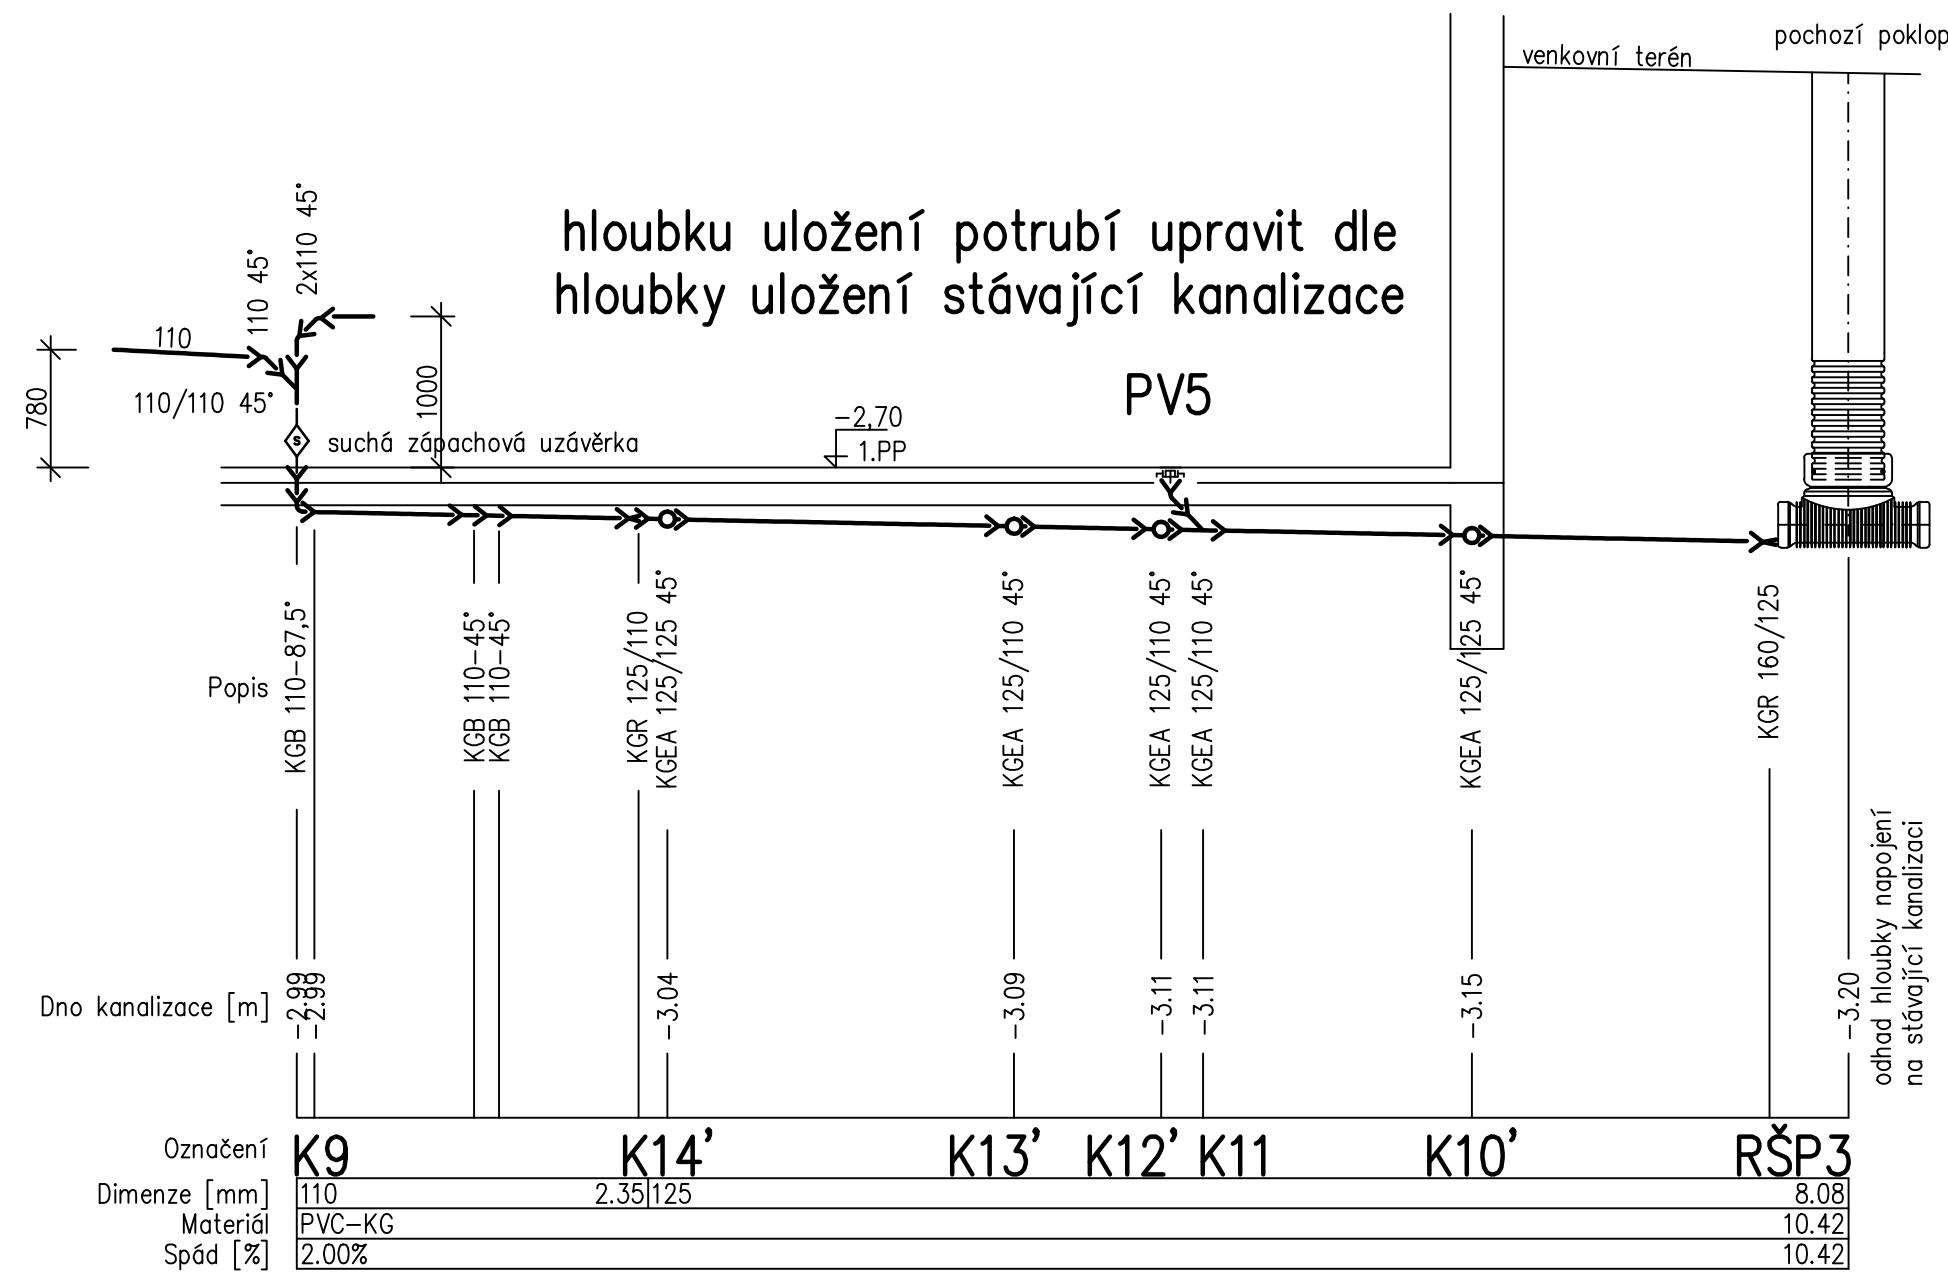 pochozí poklop
venkovní terén
hloubku uložení potrubí upravit dle
hloubky uložení stávající kanalizace
2x110 45°
110 45°
110
110/110 45°
780
1000
s
suchá zápachová uzávěrka
-2,70
1.PP
PV5
Popis
KGB 110-87,5°
KGB 110-45°
KGB 110-45°
KGR 125/110
KGEA 125/125 45°
KGEA 125/110 45°
KGEA 125/110 45°
KGEA 125/110 45°
KGEA 125/125 45°
KGR 160/125
Dno kanalizace [m]
-2.99
-2.99
-3.04
-3.09
-3.11
-3.11
-3.15
-3.20
odhad hloubky napojení
na stávající kanalizaci
Označení K9 K14' K13' K12' K11 K10' RŠP3
Dimenze [mm] 110 2.35 125 8.08
Materiál PVC-KG 10.42
Spád [%] 2.00% 10.42